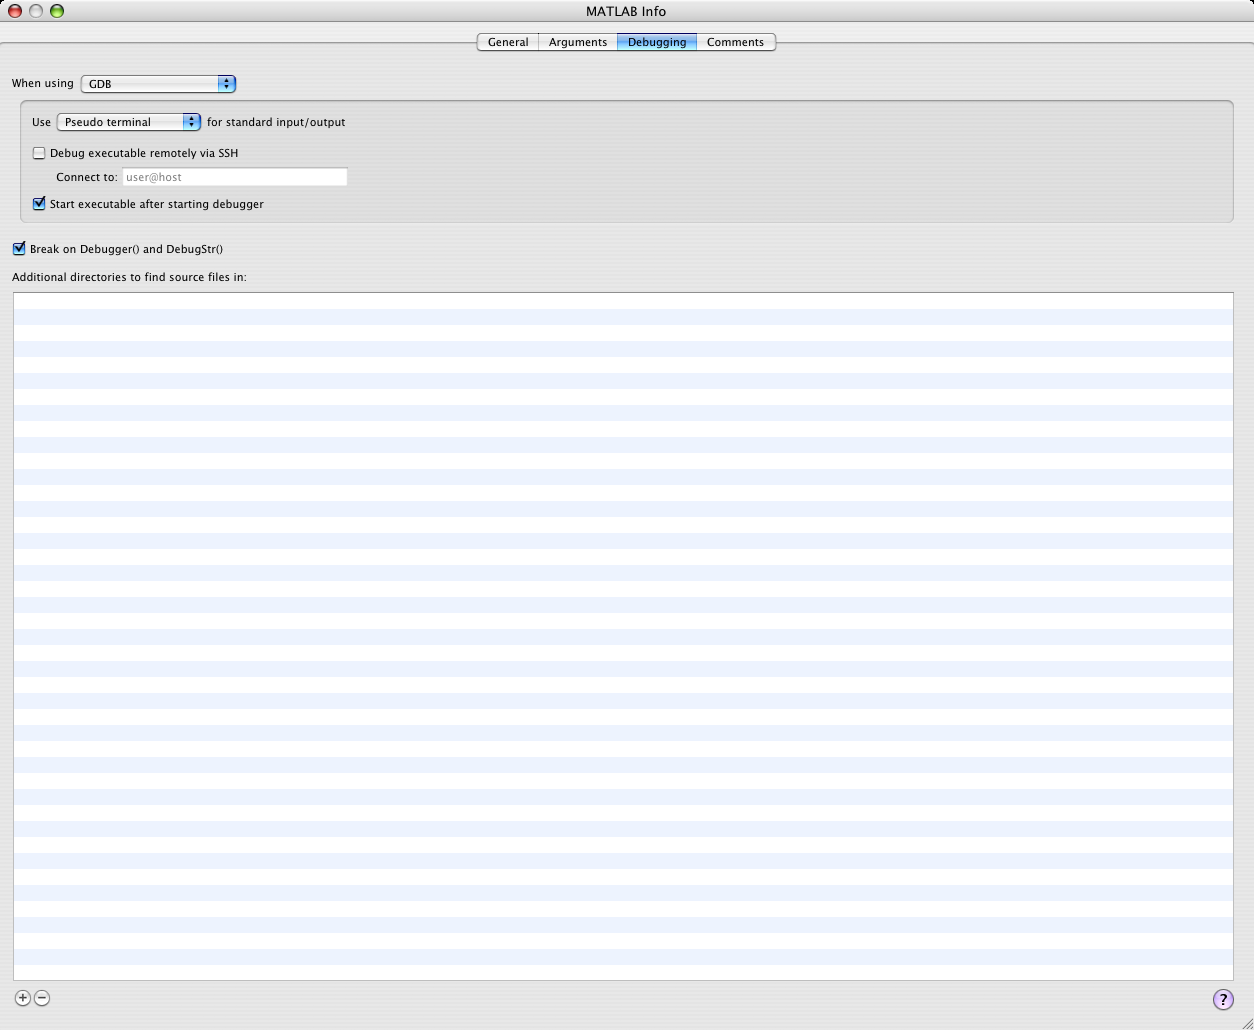 MATLAB Info
General Arguments Debugging Comments
When using GDB
Use Pseudo terminal for standard input/output
Debug executable remotely via SSH
Connect to: user@host
Start executable after starting debugger
Break on Debugger() and DebugStr()
Additional directories to find source files in:
+ − ?